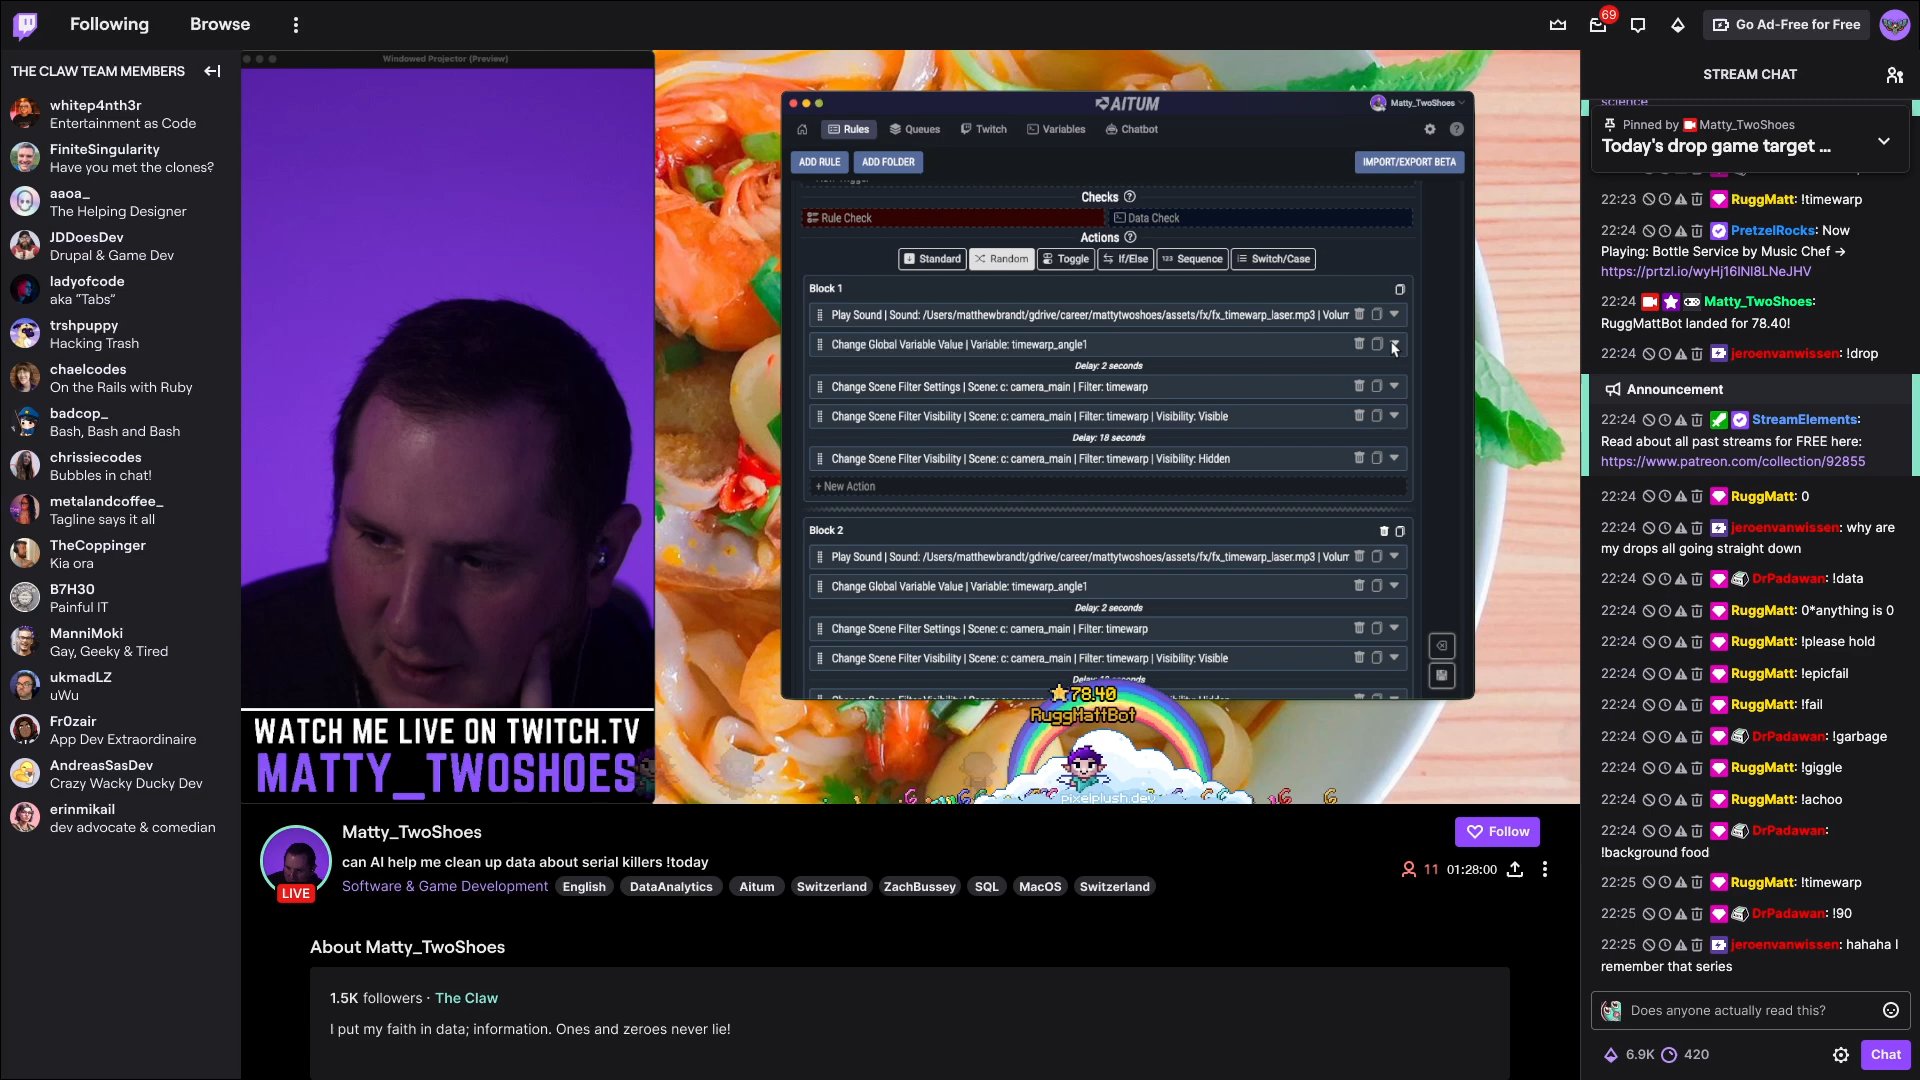 Following
Browse
69
Go Ad-Free for Free
THE CLAW TEAM MEMBERS
whitep4nth3r
Entertainment as Code
FiniteSingularity
Have you met the clones?
aaoa_
The Helping Designer
JDDoesDev
Drupal & Game Dev
ladyofcode
aka "Tabs"
trshpuppy
Hacking Trash
chaelcodes
On the Rails with Ruby
badcop_
Bash, Bash and Bash
chrissiecodes
Bubbles in chat!
metalandcoffee_
Tagline says it all
TheCoppinger
Kia ora
B7H30
Painful IT
ManniMoki
Gay, Geeky & Tired
ukmadLZ
uWu
Fr0zair
App Dev Extraordinaire
AndreasSasDev
Crazy Wacky Ducky Dev
erinmikail
dev advocate & comedian
Windowed Projector (Preview)
WATCH ME LIVE ON TWITCH.TV
MATTY_TWOSHOES
AITUM
Matty_TwoShoes
Rules
Queues
Twitch
Variables
Chatbot
ADD RULE
ADD FOLDER
IMPORT/EXPORT BETA
Checks
Rule Check
Data Check
Actions
Standard
Random
Toggle
If/Else
123 Sequence
Switch/Case
Block 1
Play Sound | Sound: /Users/matthewbrandt/gdrive/career/mattytwoshoes/assets/fx/fx_timewarp_laser.mp3 | Volum
Change Global Variable Value | Variable: timewarp_angle1
Delay: 2 seconds
Change Scene Filter Settings | Scene: c: camera_main | Filter: timewarp
Change Scene Filter Visibility | Scene: c: camera_main | Filter: timewarp | Visibility: Visible
Delay: 18 seconds
Change Scene Filter Visibility | Scene: c: camera_main | Filter: timewarp | Visibility: Hidden
+ New Action
Block 2
Play Sound | Sound: /Users/matthewbrandt/gdrive/career/mattytwoshoes/assets/fx/fx_timewarp_laser.mp3 | Volum
Change Global Variable Value | Variable: timewarp_angle1
Delay: 2 seconds
Change Scene Filter Settings | Scene: c: camera_main | Filter: timewarp
Change Scene Filter Visibility | Scene: c: camera_main | Filter: timewarp | Visibility: Visible
78.40
RuggMattBot
pixelplush.dev
Matty_TwoShoes
can AI help me clean up data about serial killers !today
Software & Game Development
English
DataAnalytics
Aitum
Switzerland
ZachBussey
SQL
MacOS
Switzerland
LIVE
Follow
11
01:28:00
About Matty_TwoShoes
1.5K followers · The Claw
I put my faith in data; information. Ones and zeroes never lie!
STREAM CHAT
science
Pinned by Matty_TwoShoes
Today's drop game target ...
22:23 RuggMatt: !timewarp
22:24 PretzelRocks: Now
Playing: Bottle Service by Music Chef →
https://prtzl.io/wyHj16INl8LNeJHV
22:24 Matty_TwoShoes:
RuggMattBot landed for 78.40!
22:24 jeroenvanwissen: !drop
Announcement
22:24 StreamElements:
Read about all past streams for FREE here:
https://www.patreon.com/collection/92855
22:24 RuggMatt: 0
22:24 jeroenvanwissen: why are
my drops all going straight down
22:24 DrPadawan: !data
22:24 RuggMatt: 0*anything is 0
22:24 RuggMatt: !please hold
22:24 RuggMatt: !epicfail
22:24 RuggMatt: !fail
22:24 DrPadawan: !garbage
22:24 RuggMatt: !giggle
22:24 RuggMatt: !achoo
22:24 DrPadawan:
!background food
22:25 RuggMatt: !timewarp
22:25 DrPadawan: !90
22:25 jeroenvanwissen: hahaha I
remember that series
Does anyone actually read this?
6.9K
420
Chat